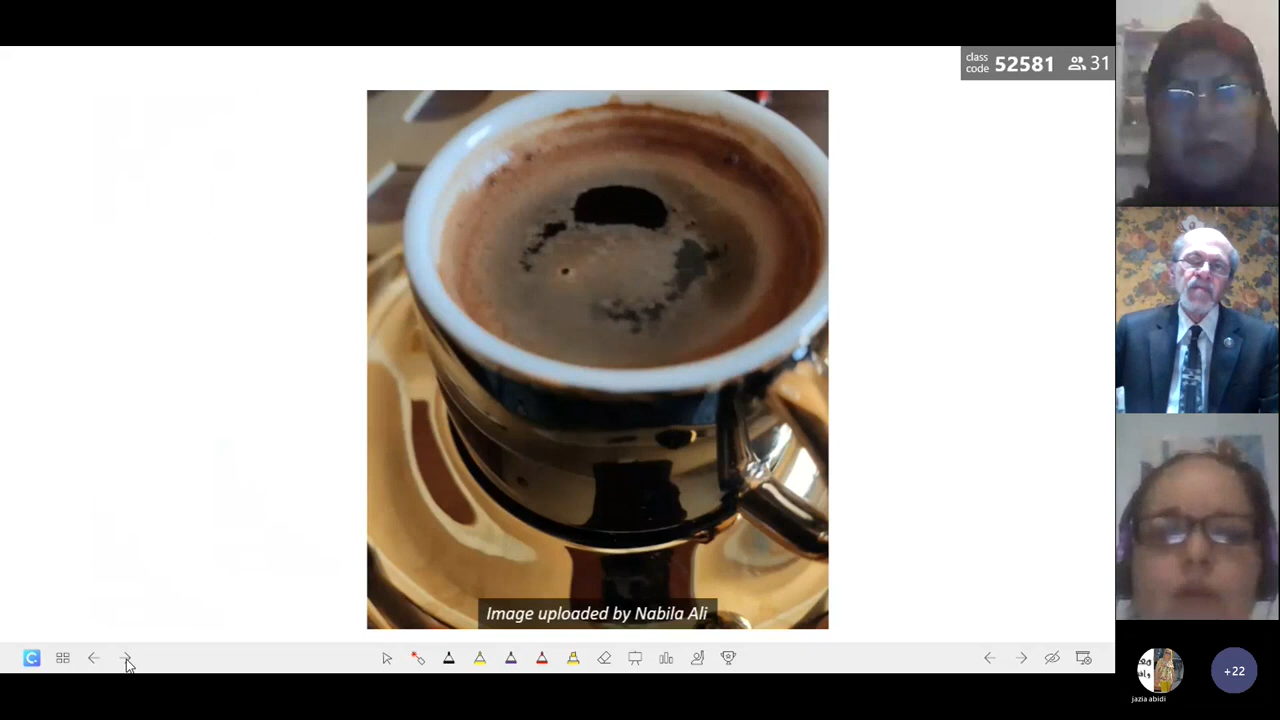 class
code 52581 31
Image uploaded by Nabila Ali
jazia abidi
+22